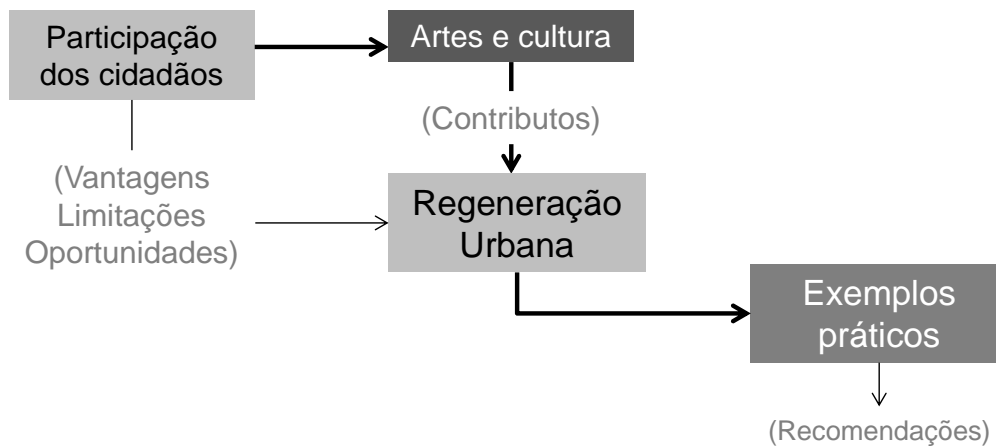 Participação
dos cidadãos
Artes e cultura
(Contributos)
(Vantagens
Limitações
Oportunidades)
Regeneração
Urbana
Exemplos
práticos
(Recomendações)